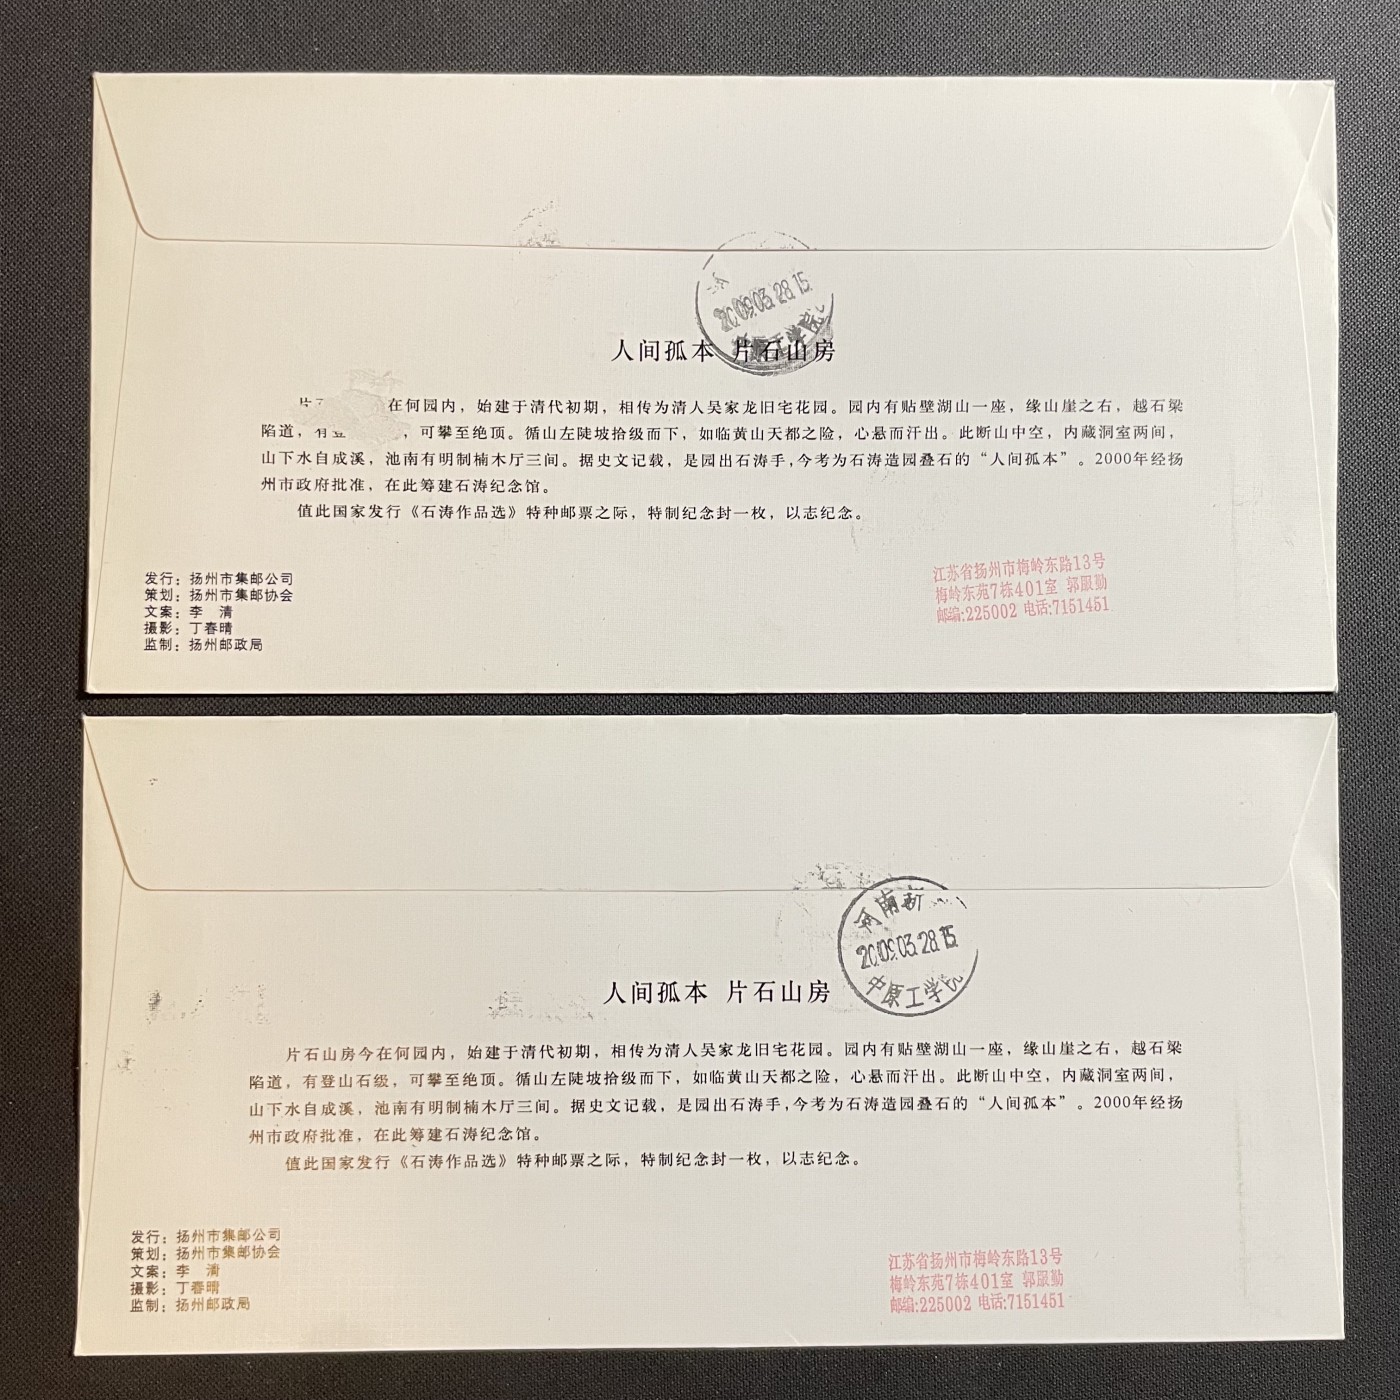 2009.03.28.15
原工学院
人间孤本 片石山房
在何园内，始建于清代初期，相传为清人吴家龙旧宅花园。园内有贴壁湖山一座，缘山崖之右，越石梁
陷道，有登 ，可攀至绝顶。循山左陡坡拾级而下，如临黄山天都之险，心悬而汗出。此断山中空，内藏洞室两间，
山下水自成溪，池南有明制楠木厅三间。据史文记载，是园出石涛手，今考为石涛造园叠石的“人间孤本”。2000年经扬
州市政府批准，在此筹建石涛纪念馆。
值此国家发行《石涛作品选》特种邮票之际，特制纪念封一枚，以志纪念。
发行：扬州市集邮公司
策划：扬州市集邮协会
文案：李 清
摄影：丁春晴
监制：扬州邮政局
江苏省扬州市梅岭东路13号
梅岭东苑7栋401室 郭服勤
邮编:225002 电话:7151451
河南新
2009.03.28.15
中原工学院
人间孤本 片石山房
片石山房今在何园内，始建于清代初期，相传为清人吴家龙旧宅花园。园内有贴壁湖山一座，缘山崖之右，越石梁
陷道，有登山石级，可攀至绝顶。循山左陡坡拾级而下，如临黄山天都之险，心悬而汗出。此断山中空，内藏洞室两间，
山下水自成溪，池南有明制楠木厅三间。据史文记载，是园出石涛手，今考为石涛造园叠石的“人间孤本”。2000年经扬
州市政府批准，在此筹建石涛纪念馆。
值此国家发行《石涛作品选》特种邮票之际，特制纪念封一枚，以志纪念。
发行：扬州市集邮公司
策划：扬州市集邮协会
文案：李 清
摄影：丁春晴
监制：扬州邮政局
江苏省扬州市梅岭东路13号
梅岭东苑7栋401室 郭服勤
邮编:225002 电话:7151451